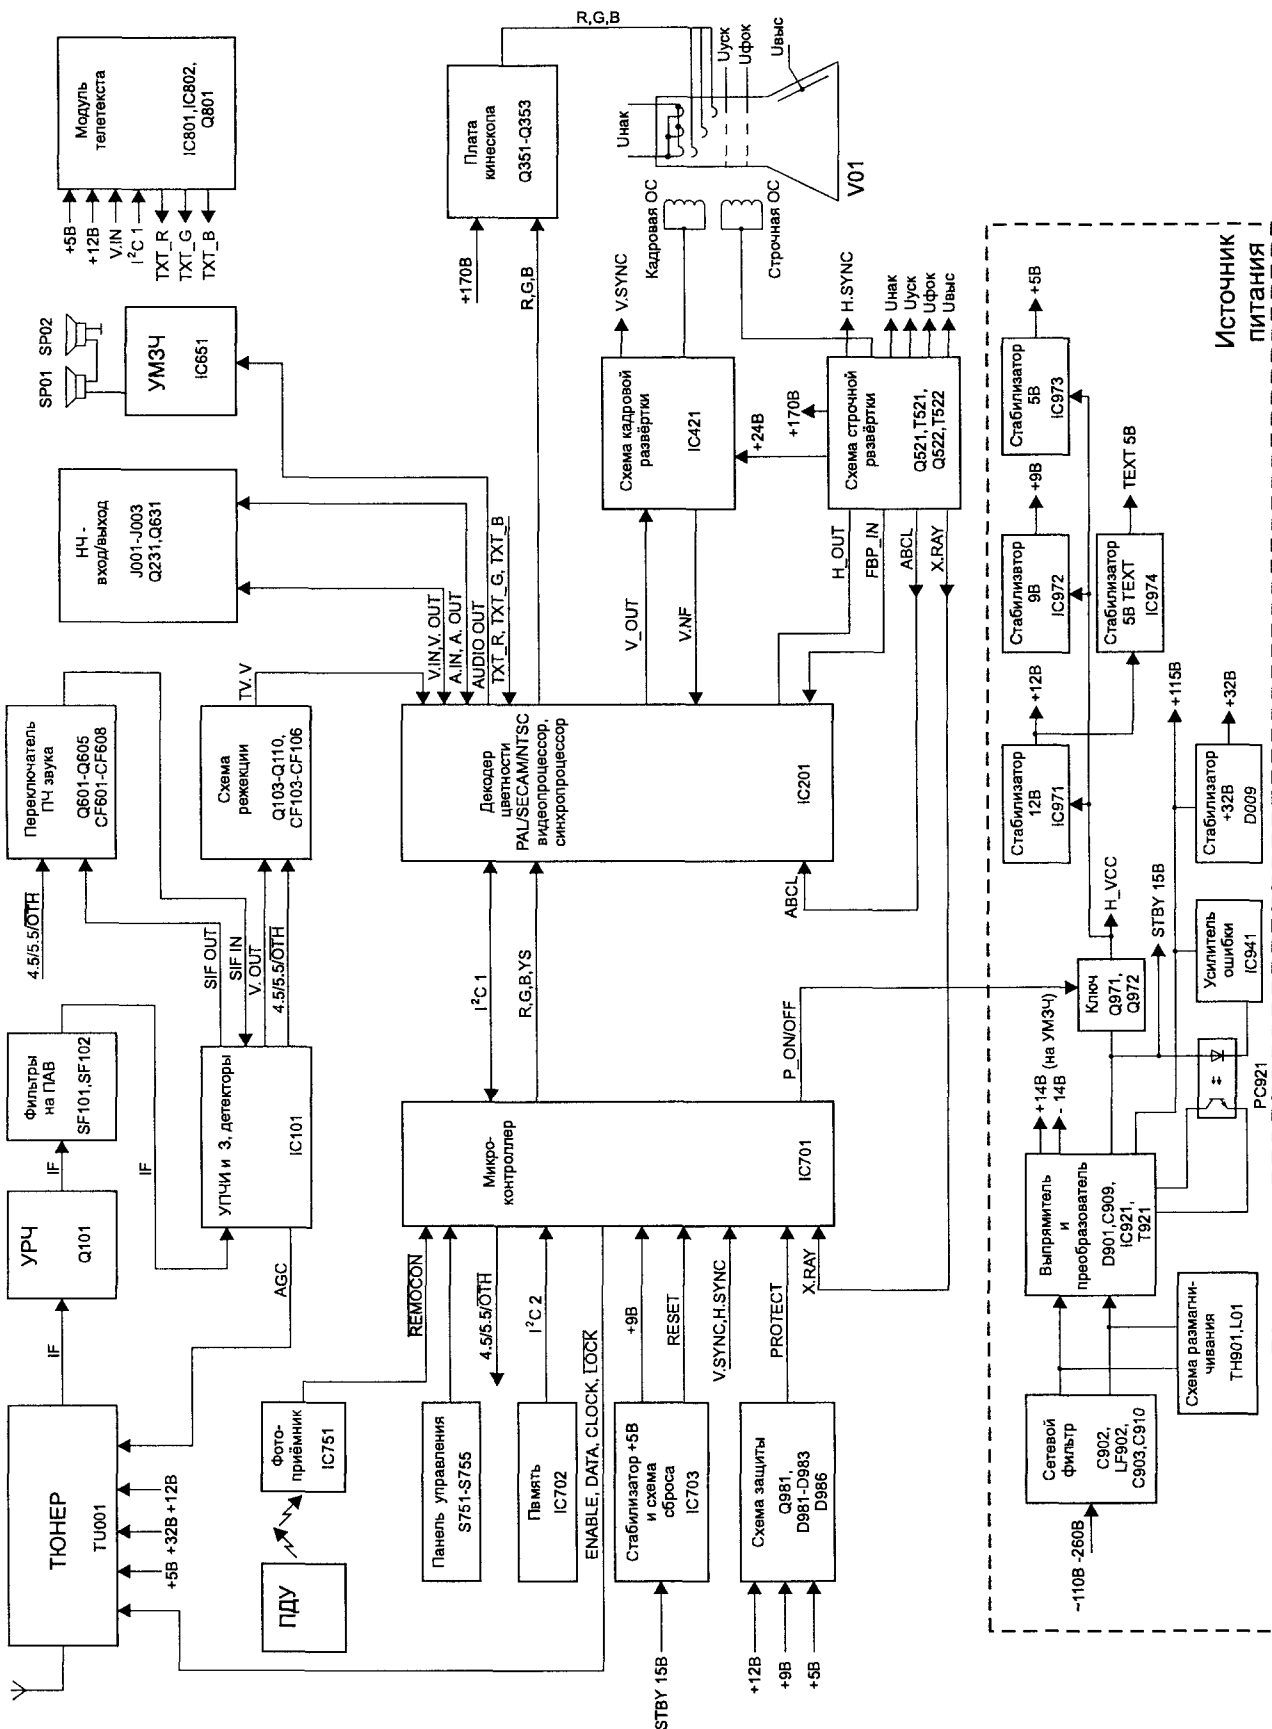 ТЮНЕР
TU001
+5В +32В +12В
IF
УРЧ
Q101
IF
Фильтры
на ПАВ
SF101,SF102
IF
AGC
УПЧИ и З, детекторы
IC101
4.5/5.5/OTH
SIF OUT
SIF IN
V. OUT
4.5/5.5/OTH
Переключатель
ПЧ звука
Q601-Q605
CF601-CF608
Схема
режекции
Q103-Q110,
CF103-CF106
TV. V
НЧ -
вход/выход
J001-J003
Q231,Q631
SP01 SP02
УМЗЧ
IC651
Модуль
телетекста
IC801,IC802,
Q801
+5В
+12В
V.IN
I²C 1
TXT_R
TXT_G
TXT_B
ПДУ
Фото-
приёмник
IC751
REMOCON
Панель управления
S751-S755
4.5/5.5/OTH
Пвмять
IC702
I²C 2
ENABLE, DATA, CLOCK, LOCK
STBY 15В
Стабилизатор +5В
и схема
сброса
IC703
+9В
RESET
V.SYNC,H.SYNC
+12В
+9В
+5В
Схема защиты
Q981,
D981-D983
D986
PROTECT
X.RAY
Микро-
контроллер
IC701
I²C 1
R,G,B,YS
P_ON/OFF
ABCL
Декодер
цветности
PAL/SECAM/NTSC
видеопроцессор,
синхропроцессор
IC201
V.IN,V. OUT
A.IN, A. OUT
AUDIO OUT
TXT_R, TXT_G, TXT_B
R,G,B
V_OUT
V.NF
H_OUT
FBP_IN
ABCL
X.RAY
+170В
Плата
кинескопа
Q351-Q353
R,G,B
Uнак
Uуск
Uфок
Uвыс
V01
Кадровая ОС
Строчная ОС
V.SYNC
Схема кадровой
развёртки
IC421
+24В
+170В
Схема строчной
рвзвёртки
Q521,T521,
Q522,T522
H.SYNC
Uнак
Uуск
Uфок
Uвыс
Источник
питания
~110В -260В
Сетевой
фильтр
C902,
LF902,
C903,C910
Схема размагни-
чивания
TH901,L01
Выпрямитель
и
преобразователь
D901,C909,
IC921,
T921
+14В
- 14В
(на УМЗЧ)
PC921
Ключ
Q971,
Q972
H_VCC
STBY 15В
Усилитель
ошибки
IC941
Стабилизатор
12В
IC971
+12В
Стабилизвтор
9В
IC972
+9В
Стабилизатор
5В
IC973
+5В
Стабилизатор
5В TEXT
IC974
TEXT 5В
+115В
Стабилизатор
+32В
D009
+32В